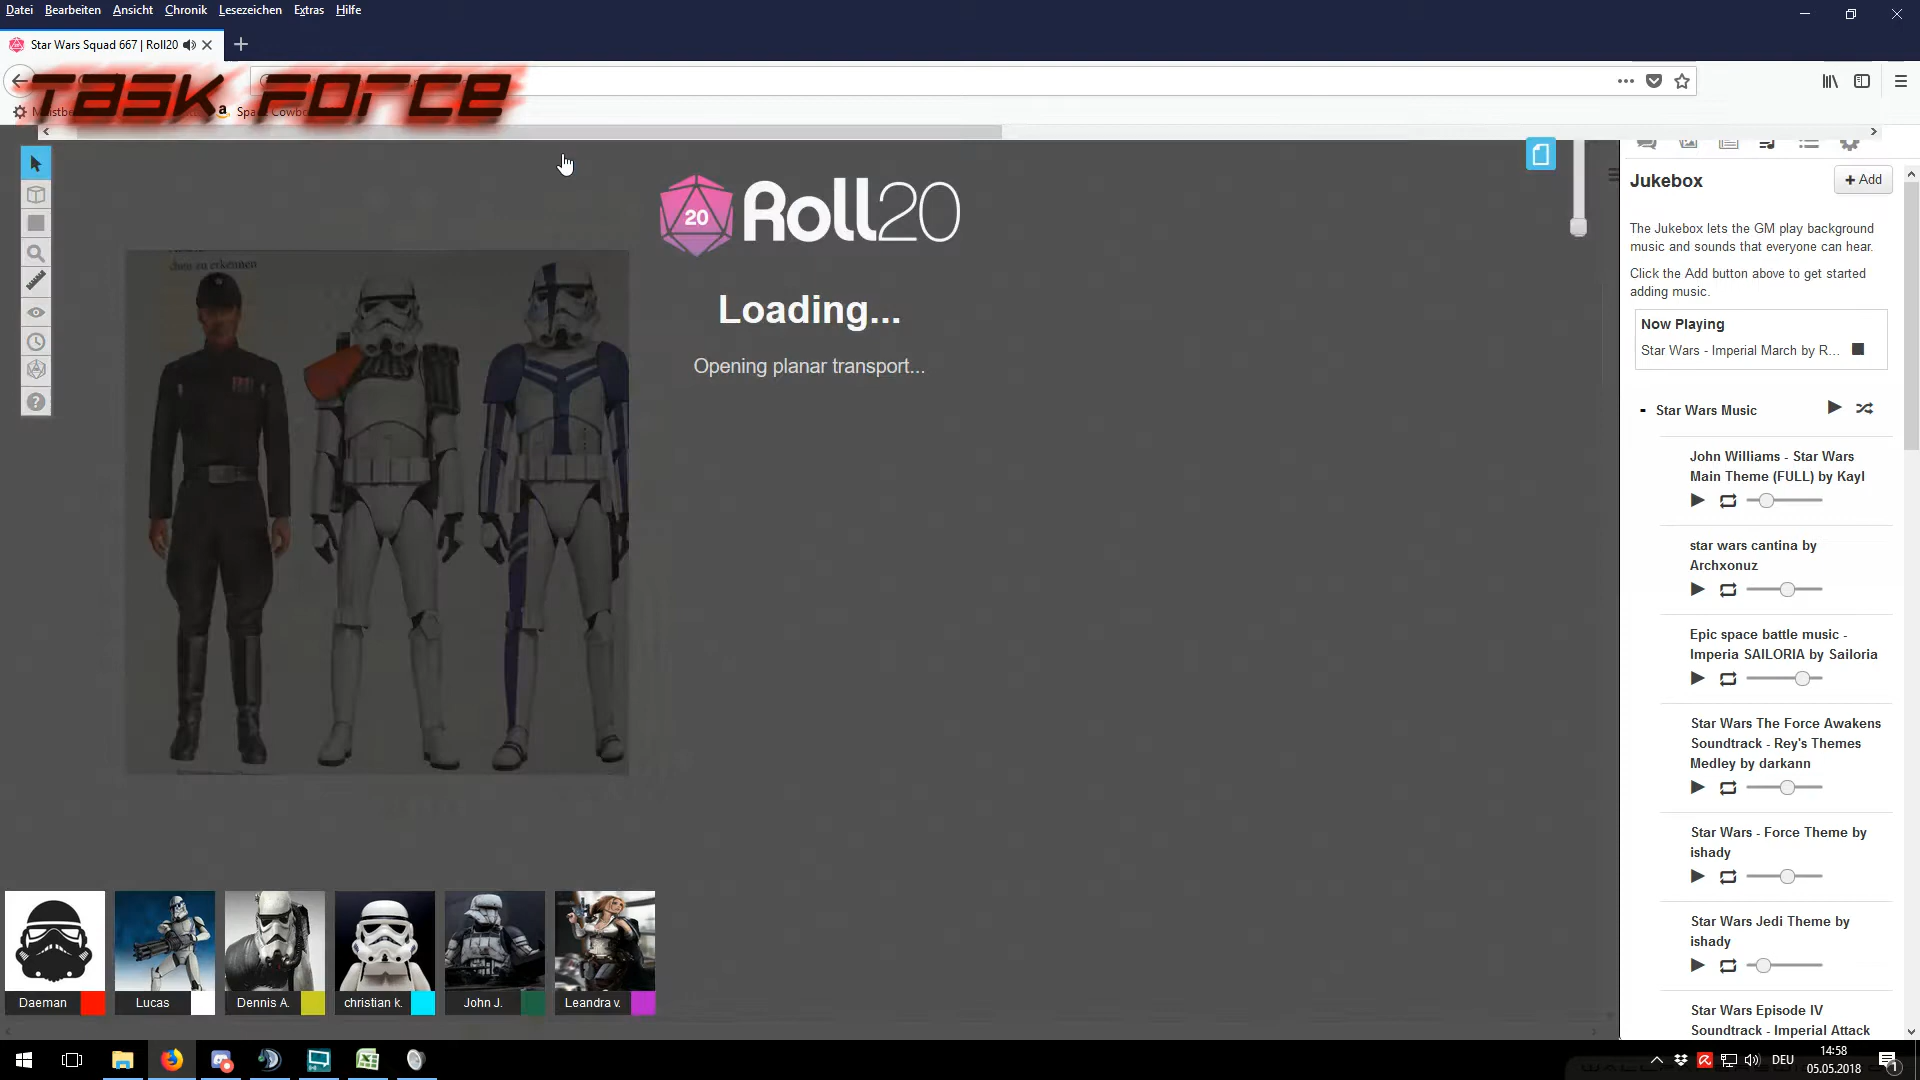 Datei Bearbeiten Ansicht Chronik Lesezeichen Extras Hilfe
Star Wars Squad 667 | Roll20
TASK FORCE
Roll20
20
Loading...
Opening planar transport...
chen zu erkennen
Jukebox
+ Add
The Jukebox lets the GM play background
music and sounds that everyone can hear.
Click the Add button above to get started
adding music.
Now Playing
Star Wars - Imperial March by R...
- Star Wars Music
John Williams - Star Wars
Main Theme (FULL) by Kayl
star wars cantina by
Archxonuz
Epic space battle music -
Imperia SAILORIA by Sailoria
Star Wars The Force Awakens
Soundtrack - Rey's Themes
Medley by darkann
Star Wars - Force Theme by
ishady
Star Wars Jedi Theme by
ishady
Star Wars Episode IV
Soundtrack - Imperial Attack
Daeman Lucas Dennis A. christian k. John J. Leandra v.
DEU
14:58
05.05.2018
1